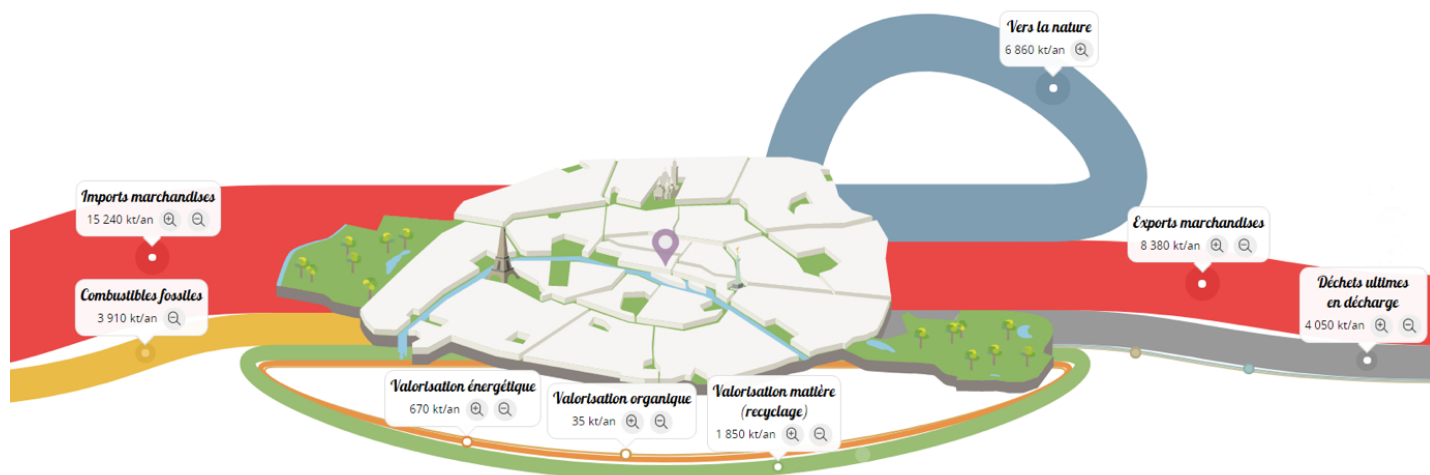 Vers la nature
6 860 kt/an
Imports marchandises
15 240 kt/an
Exports marchandises
8 380 kt/an
Combustibles fossiles
3 910 kt/an
Déchets ultimes
en décharge
4 050 kt/an
Valorisation énergétique
670 kt/an
Valorisation organique
35 kt/an
Valorisation matière
(recyclage)
1 850 kt/an